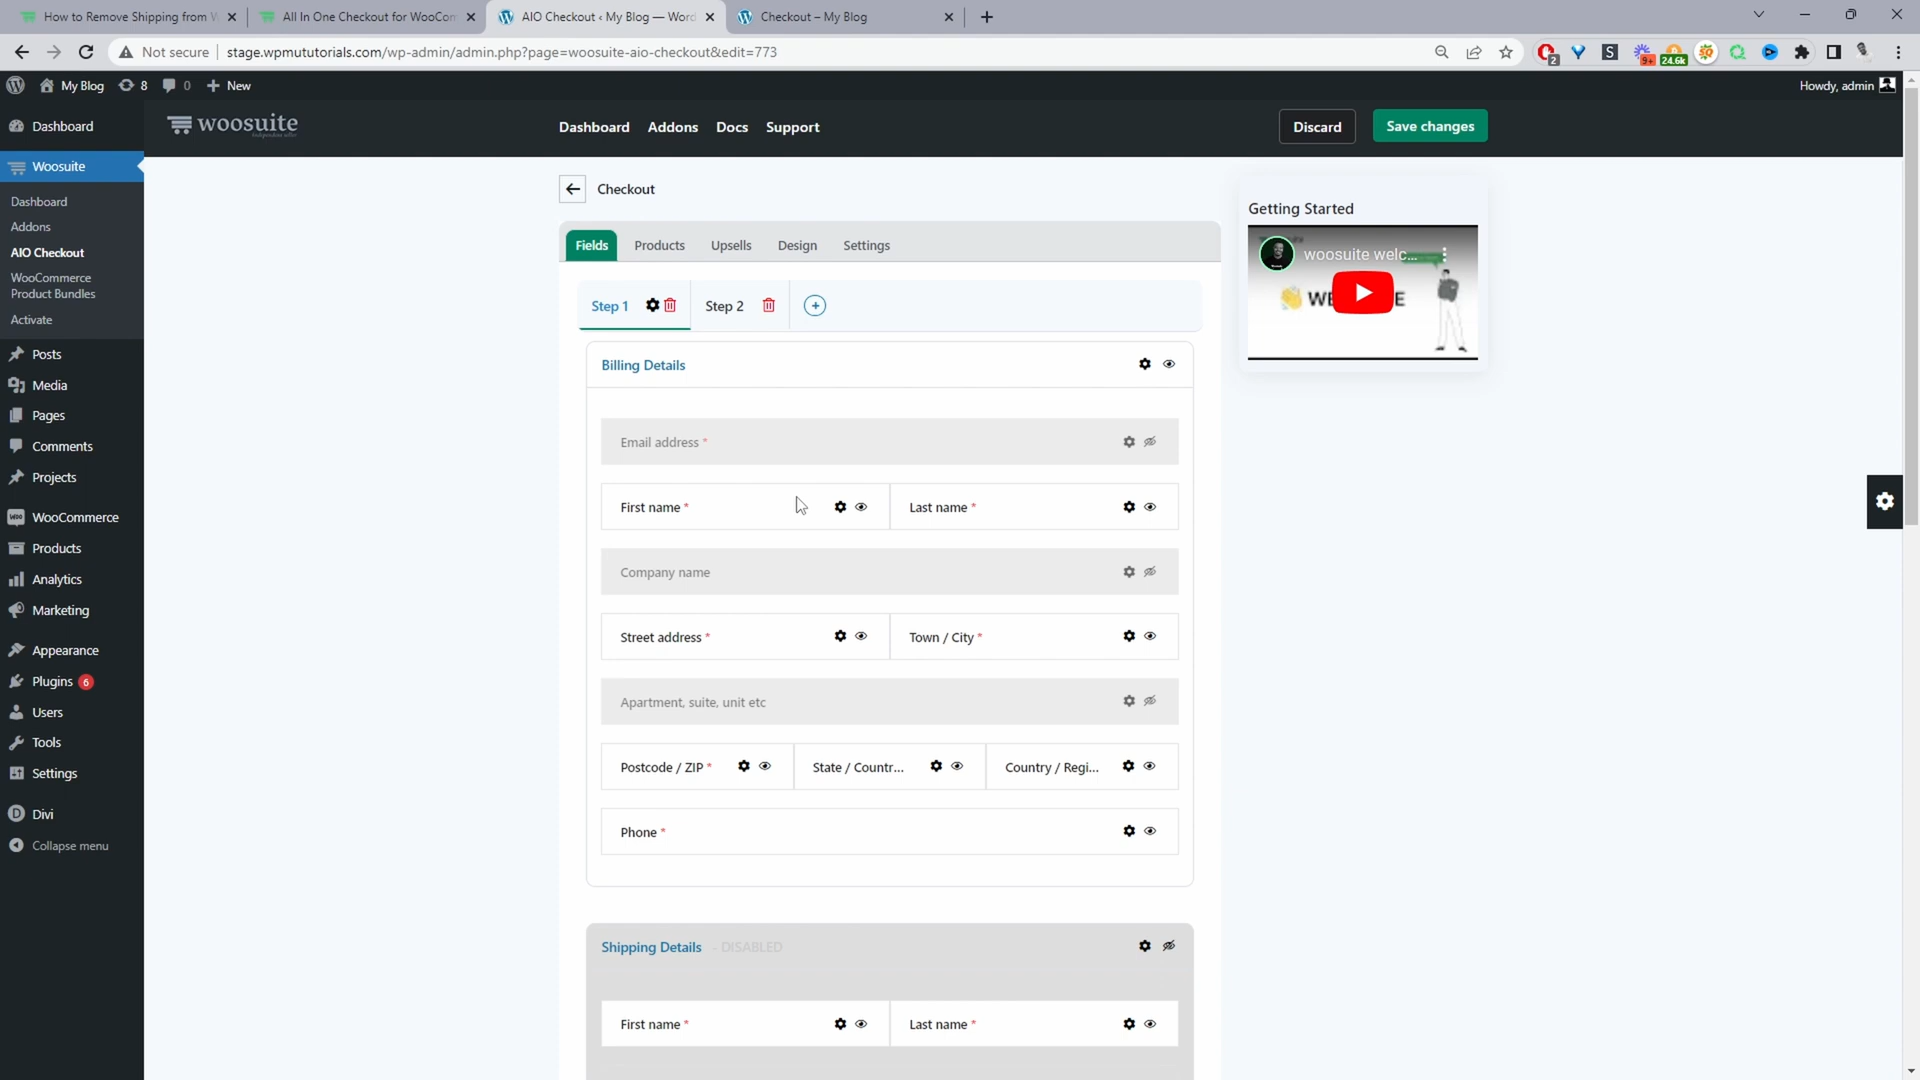 How to Remove Shipping from W
All In One Checkout for WooCom
AIO Checkout ‹ My Blog — Word
Checkout – My Blog
Not secure
stage.wpmututorials.com/wp-admin/admin.php?page=woosuite-aio-checkout&edit=773
2
9+
24.6k
My Blog
8
0
New
Howdy, admin
Dashboard
woosuite
Dashboard
Addons
Docs
Support
Discard
Save changes
Woosuite
Dashboard
Addons
AIO Checkout
WooCommerce
Product Bundles
Activate
Posts
Media
Pages
Comments
Projects
WooCommerce
Products
Analytics
Marketing
Appearance
Plugins 6
Users
Tools
Settings
Divi
Collapse menu
Checkout
Fields
Products
Upsells
Design
Settings
Step 1
Step 2
Billing Details
Email address *
First name *
Last name *
Company name
Street address *
Town / City *
Apartment, suite, unit etc
Postcode / ZIP *
State / Countr...
Country / Regi...
Phone *
Shipping Details - DISABLED
First name *
Last name *
Getting Started
woosuite welc...